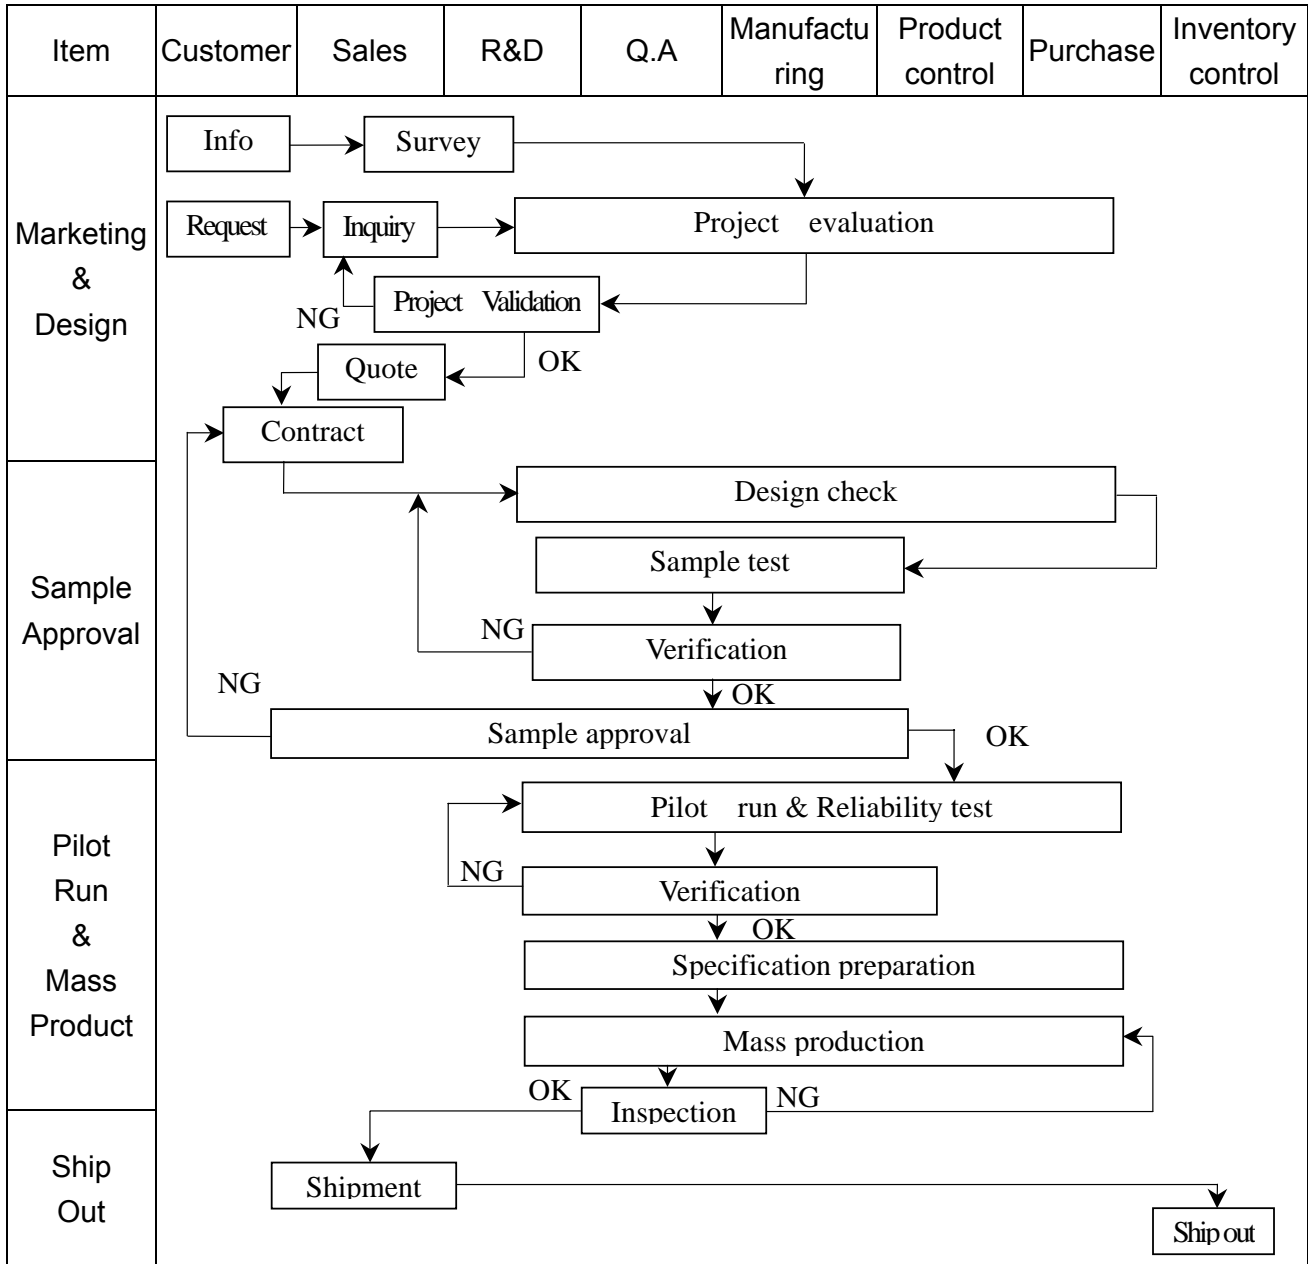 Item
Customer
Sales
R&D
Q.A
Manufactu
ring
Product
control
Purchase
Inventory
control
Marketing
&
Design
Info
Survey
Request
Inquiry
Project evaluation
Project Validation
NG
OK
Quote
Contract
Sample
Approval
Design check
Sample test
NG
Verification
NG
OK
Sample approval
OK
Pilot
Run
&
Mass
Product
Pilot run & Reliability test
NG
Verification
OK
Specification preparation
Mass production
OK
Inspection
NG
Ship
Out
Shipment
Ship out